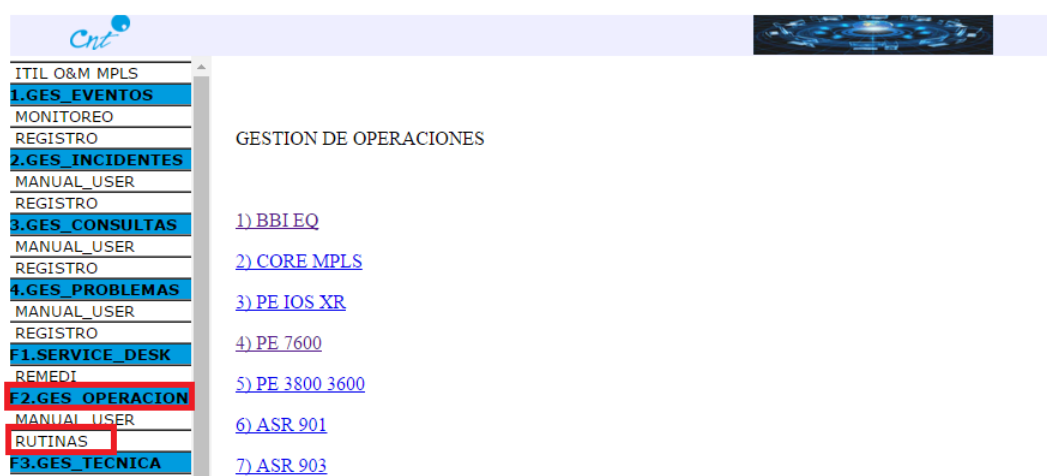 Cnt
ITIL O&M MPLS
1.GES_EVENTOS
MONITOREO
REGISTRO
2.GES_INCIDENTES
MANUAL_USER
REGISTRO
3.GES_CONSULTAS
MANUAL_USER
REGISTRO
4.GES_PROBLEMAS
MANUAL_USER
REGISTRO
F1.SERVICE_DESK
REMEDI
F2.GES_OPERACION
MANUAL_USER
RUTINAS
F3.GES_TECNICA
GESTION DE OPERACIONES
1) BBI EQ
2) CORE MPLS
3) PE IOS XR
4) PE 7600
5) PE 3800 3600
6) ASR 901
7) ASR 903